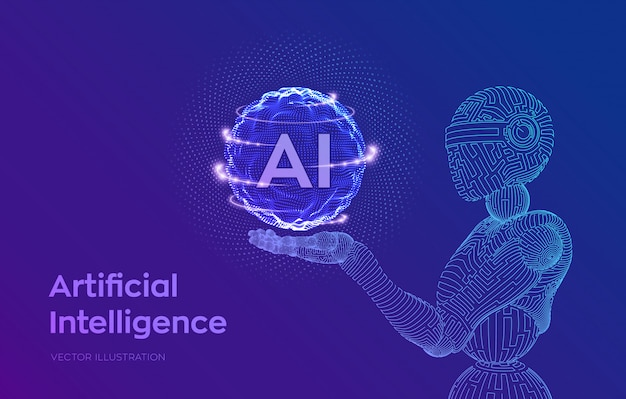 AI
Artificial
Intelligence
VECTOR ILLUSTRATION